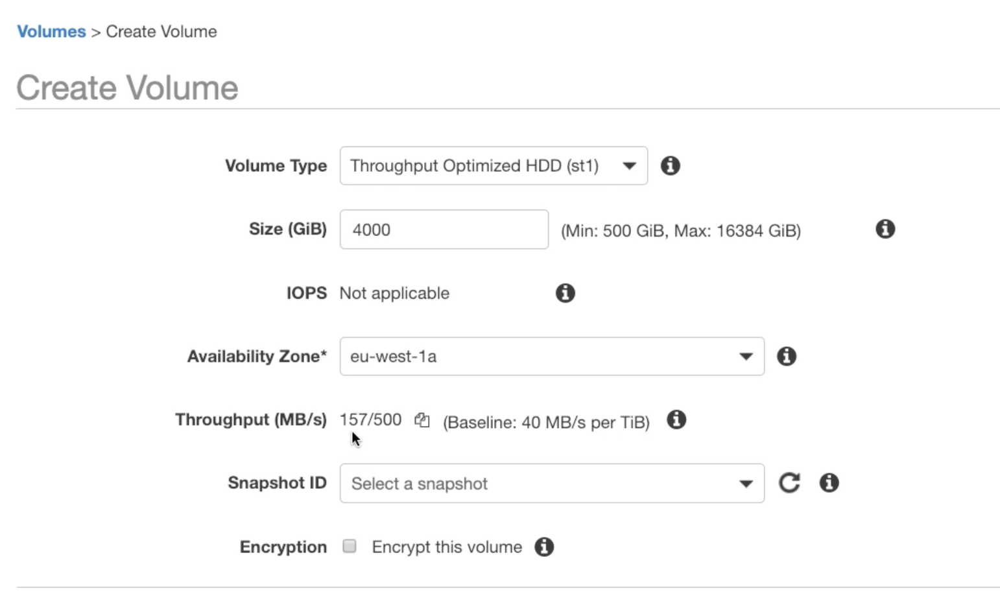 Volumes > Create Volume
Create Volume
Volume Type Throughput Optimized HDD (st1)
Size (GiB) 4000 (Min: 500 GiB, Max: 16384 GiB)
IOPS Not applicable
Availability Zone* eu-west-1a
Throughput (MB/s) 157/500 (Baseline: 40 MB/s per TiB)
Snapshot ID Select a snapshot
Encryption Encrypt this volume